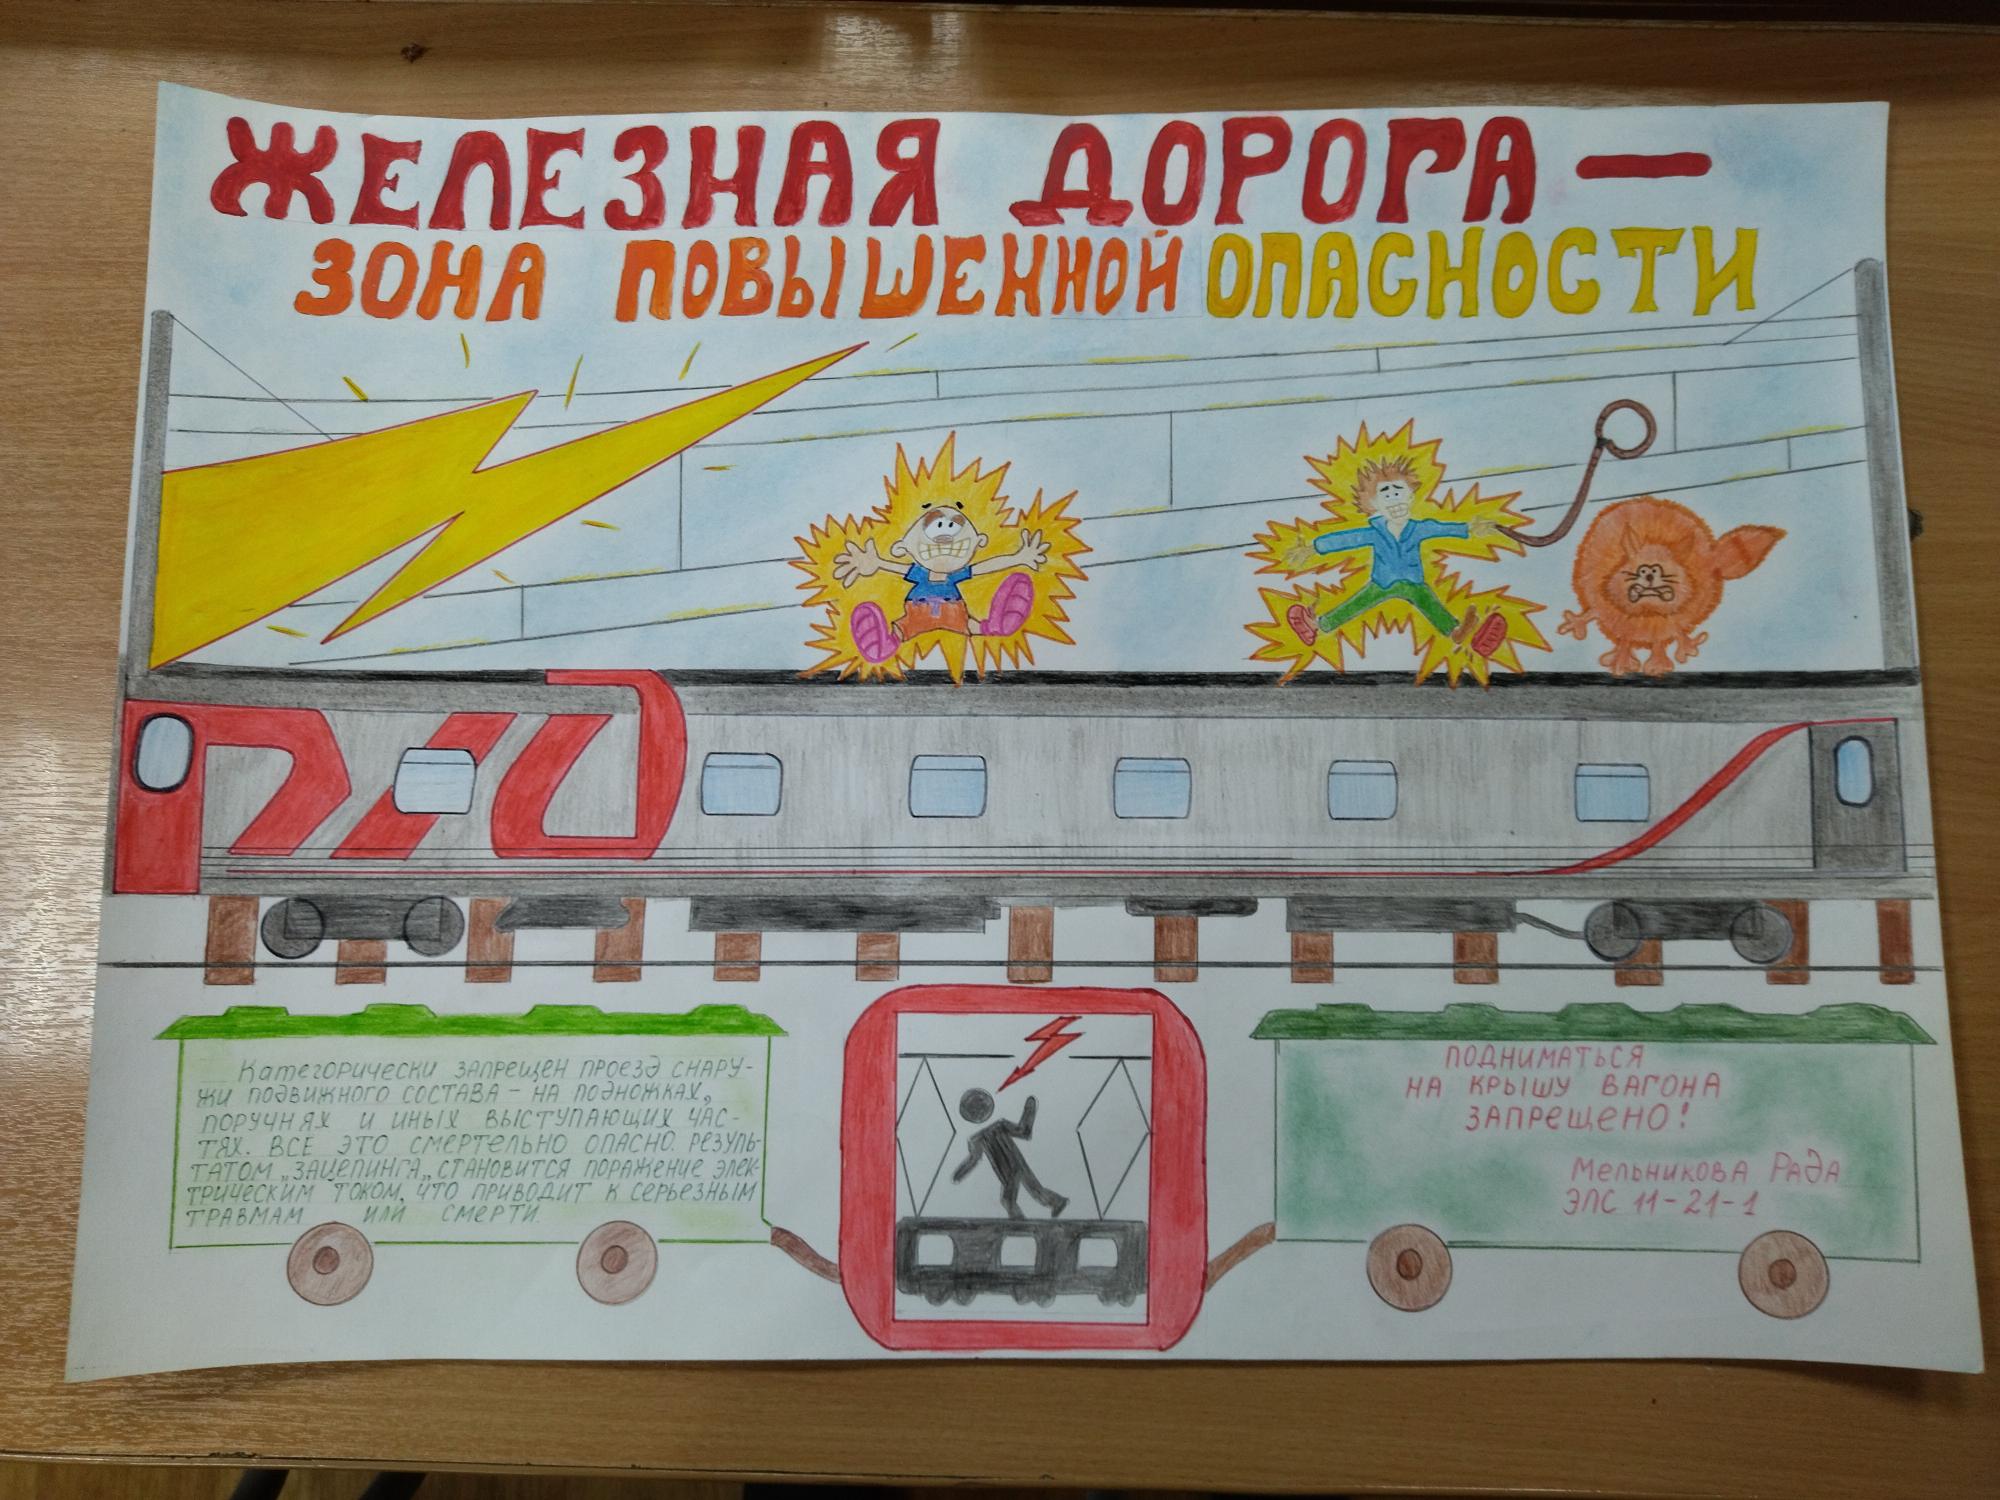 ЖЕЛЕЗНАЯ ДОРОГА —
ЗОНА ПОВЫШЕННОЙ ОПАСНОСТИ
Категорически запрещен проезд снару-
жи подвижного состава – на подножках,
поручнях и иных выступающих час-
тях. Все это смертельно опасно. Резуль-
татом „зацепинга„ становится поражение элек-
трическим током, что приводит к серьезным
травмам или смерти.
ПОДНИМАТЬСЯ
НА КРЫШУ ВАГОНА
ЗАПРЕЩЕНО!
Мельникова Рада
ЭПС 11-21-1